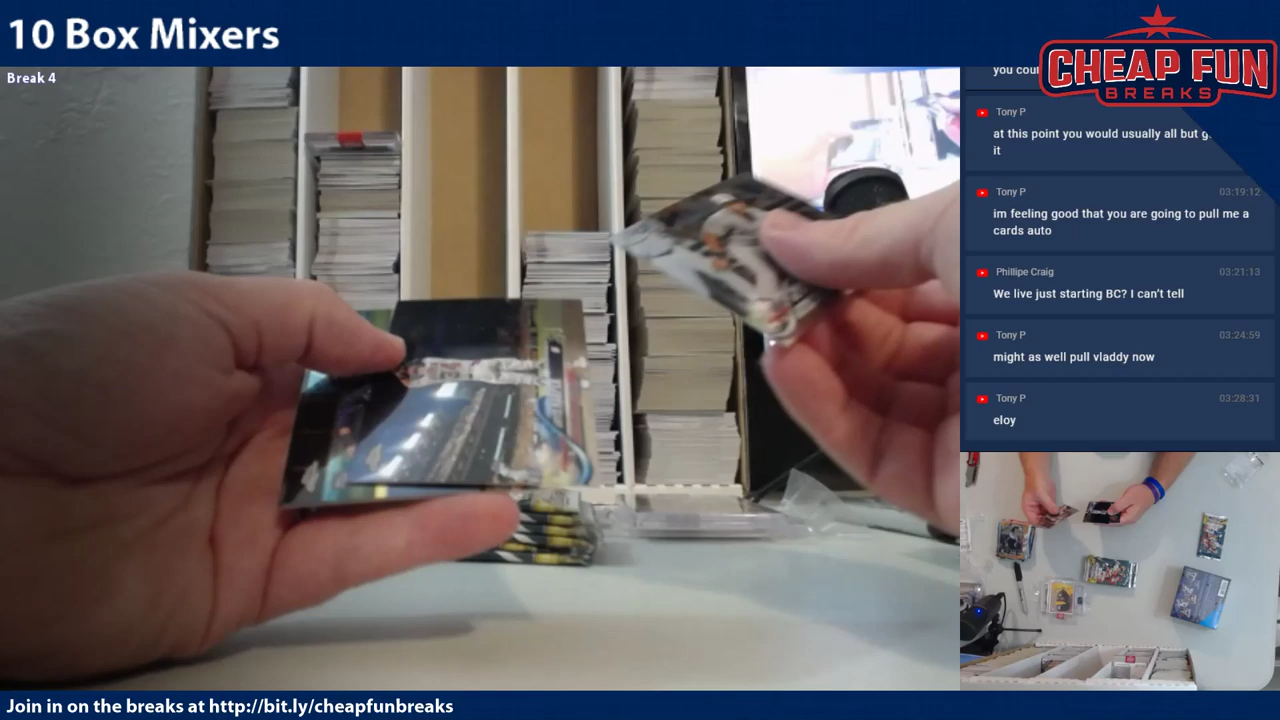 10 Box Mixers
Break 4
CHEAP FUN
BREAKS
you coul
Tony P
at this point you would usually all but g
it
Tony P 03:19:12
im feeling good that you are going to pull me a
cards auto
Phillipe Craig 03:21:13
We live just starting BC? I can't tell
Tony P 03:24:59
might as well pull vladdy now
Tony P 03:28:31
eloy
Join in on the breaks at http://bit.ly/cheapfunbreaks